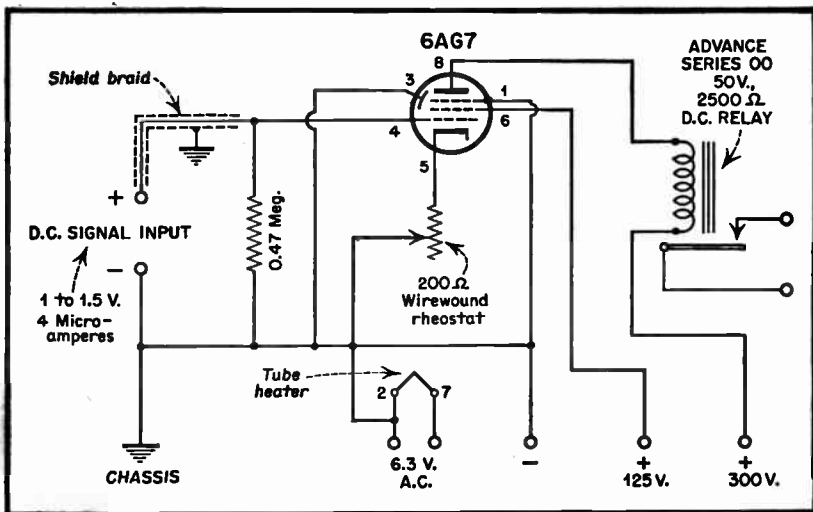 6AG7
8
3
1
6
4
5
Shield braid
ADVANCE
SERIES 00
50V.,
2500 Ω
D.C. RELAY
+
D.C. SIGNAL INPUT
−
1 to 1.5 V.
4 Micro-
amperes
0.47 Meg.
200 Ω
Wirewound
rheostat
Tube
heater
2
7
CHASSIS
6.3 V.
A.C.
−
+
125 V.
+
300 V.